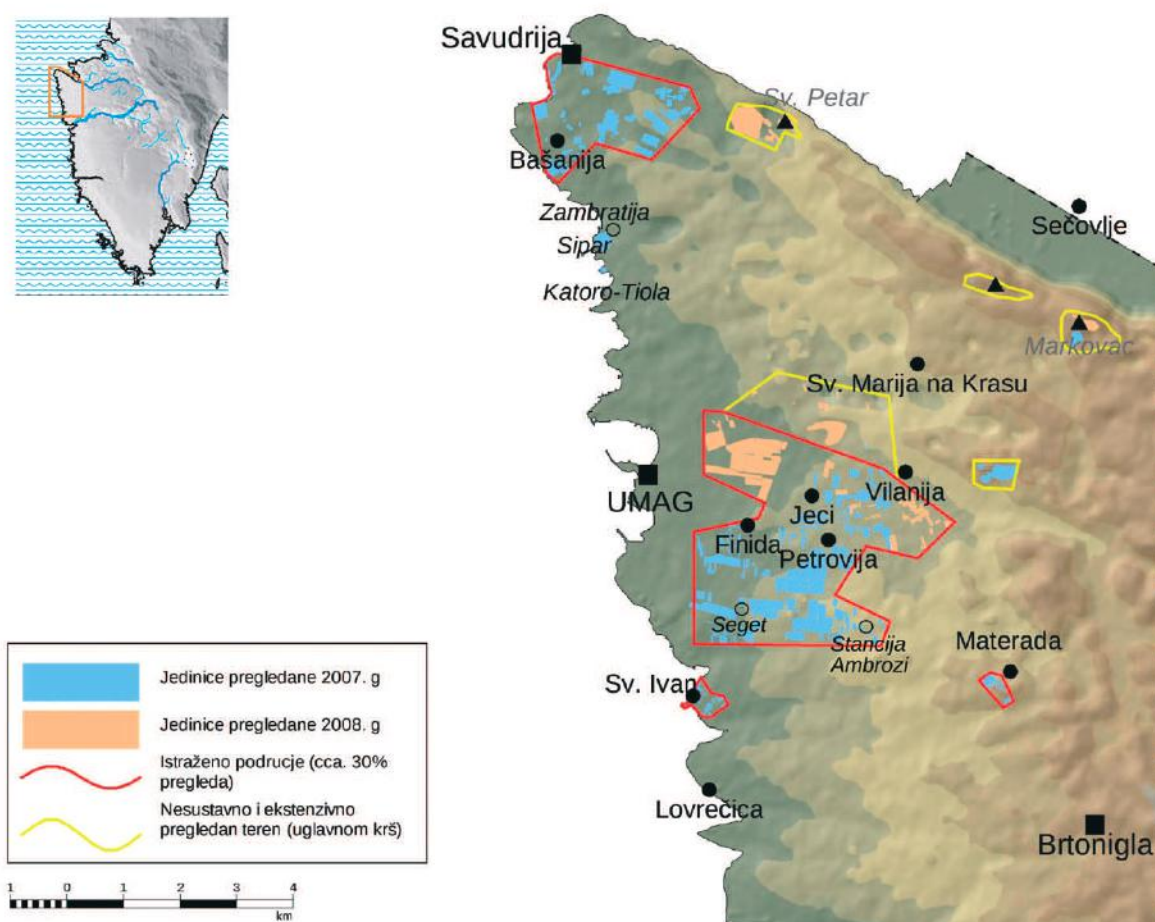 Savudrija
Sv. Petar
Bašanija
Zambratija
Sečovlje
Sipar
Katoro-Tiola
Markovac
Sv. Marija na Krasu
UMAG
Vilanija
Jeci
Finida
Petrovija
Seget
Stancija
Ambrozi
Materada
Sv. Ivan
Lovrečica
Brtonigla
Jedinice pregledane 2007. g
Jedinice pregledane 2008. g
Istraženo podrucje (cca. 30%
pregleda)
Nesustavno i ekstenzivno
pregledan teren (uglavnom krš)
1 0 1 2 3 4
km